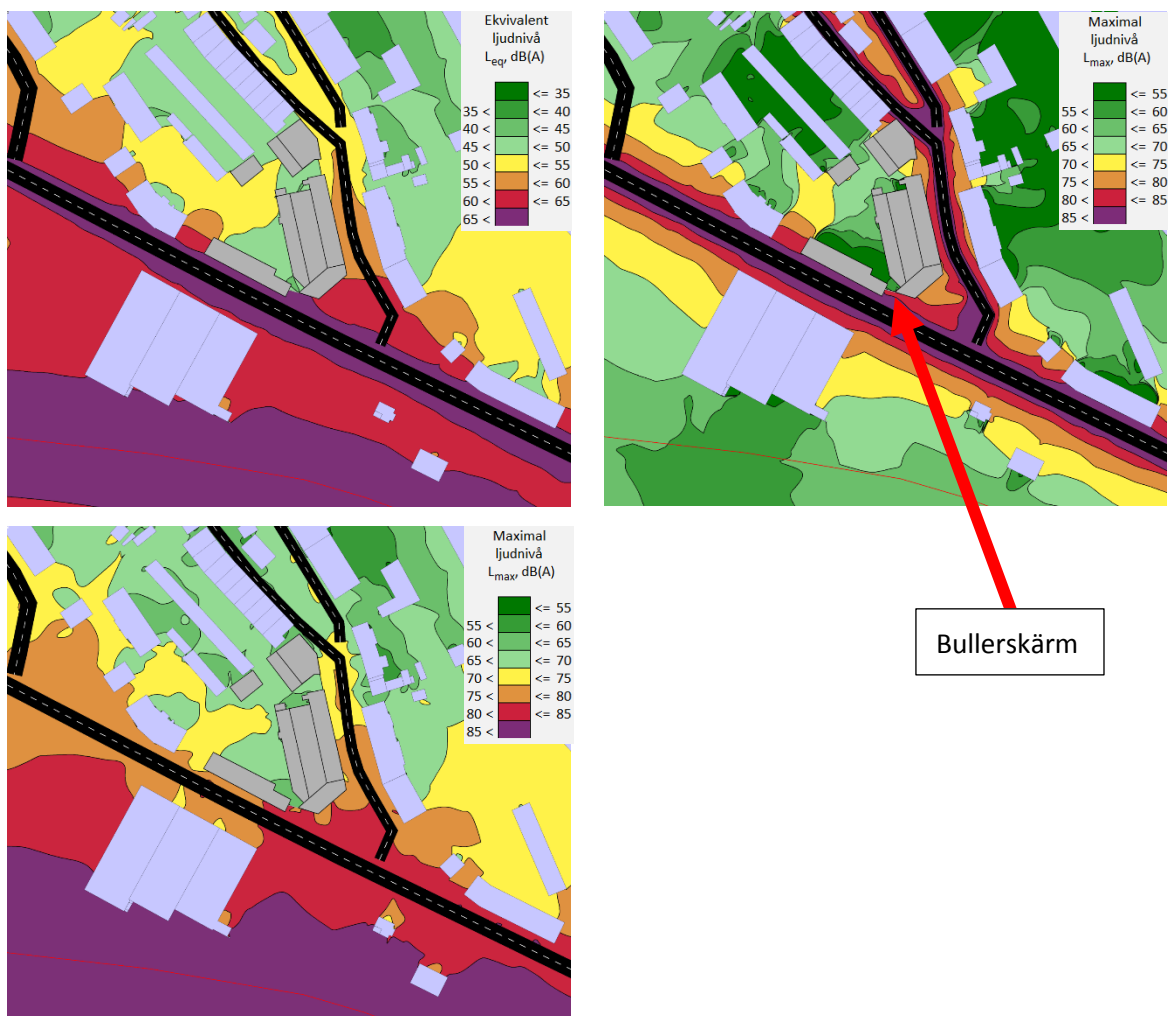 Ekvivalent
ljudnivå
Leq, dB(A)
<= 35
35 < <= 40
40 < <= 45
45 < <= 50
50 < <= 55
55 < <= 60
60 < <= 65
65 <
Maximal
ljudnivå
Lmax, dB(A)
<= 55
55 < <= 60
60 < <= 65
65 < <= 70
70 < <= 75
75 < <= 80
80 < <= 85
85 <
Maximal
ljudnivå
Lmax, dB(A)
<= 55
55 < <= 60
60 < <= 65
65 < <= 70
70 < <= 75
75 < <= 80
80 < <= 85
85 <
Bullerskärm